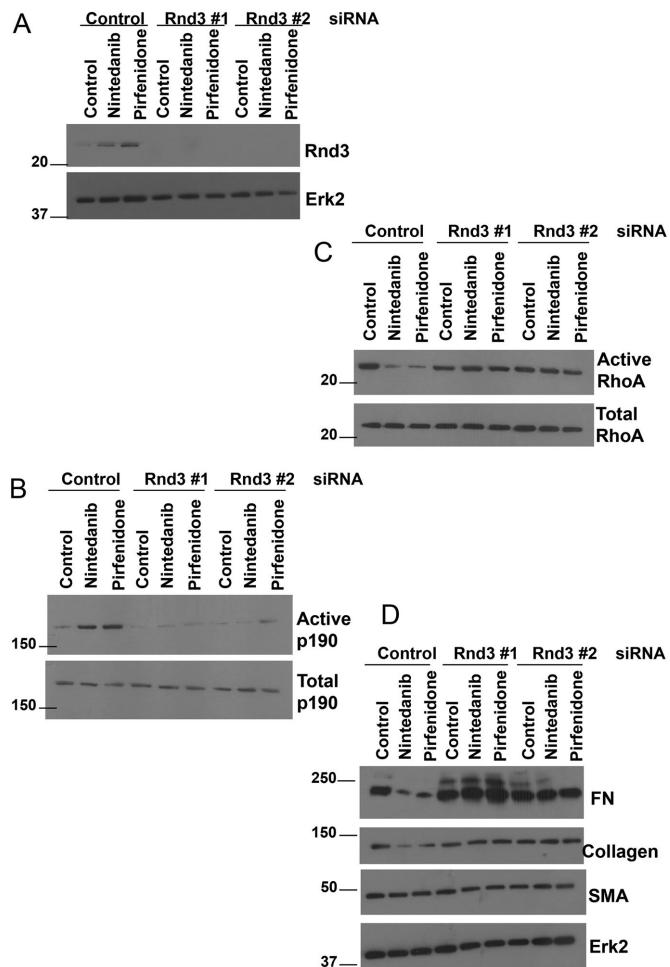 A
Control Rnd3 #1 Rnd3 #2 siRNA
Control Nintedanib Pirfenidone Control Nintedanib Pirfenidone Control Nintedanib Pirfenidone
Rnd3
20
Erk2
37
C
Control Rnd3 #1 Rnd3 #2 siRNA
Control Nintedanib Pirfenidone Control Nintedanib Pirfenidone Control Nintedanib Pirfenidone
Active
RhoA
20
Total
RhoA
20
B
Control Rnd3 #1 Rnd3 #2 siRNA
Control Nintedanib Pirfenidone Control Nintedanib Pirfenidone Control Nintedanib Pirfenidone
Active
p190
150
Total
p190
150
D
Control Rnd3 #1 Rnd3 #2 siRNA
Control Nintedanib Pirfenidone Control Nintedanib Pirfenidone Control Nintedanib Pirfenidone
250
FN
150
Collagen
50
SMA
Erk2
37